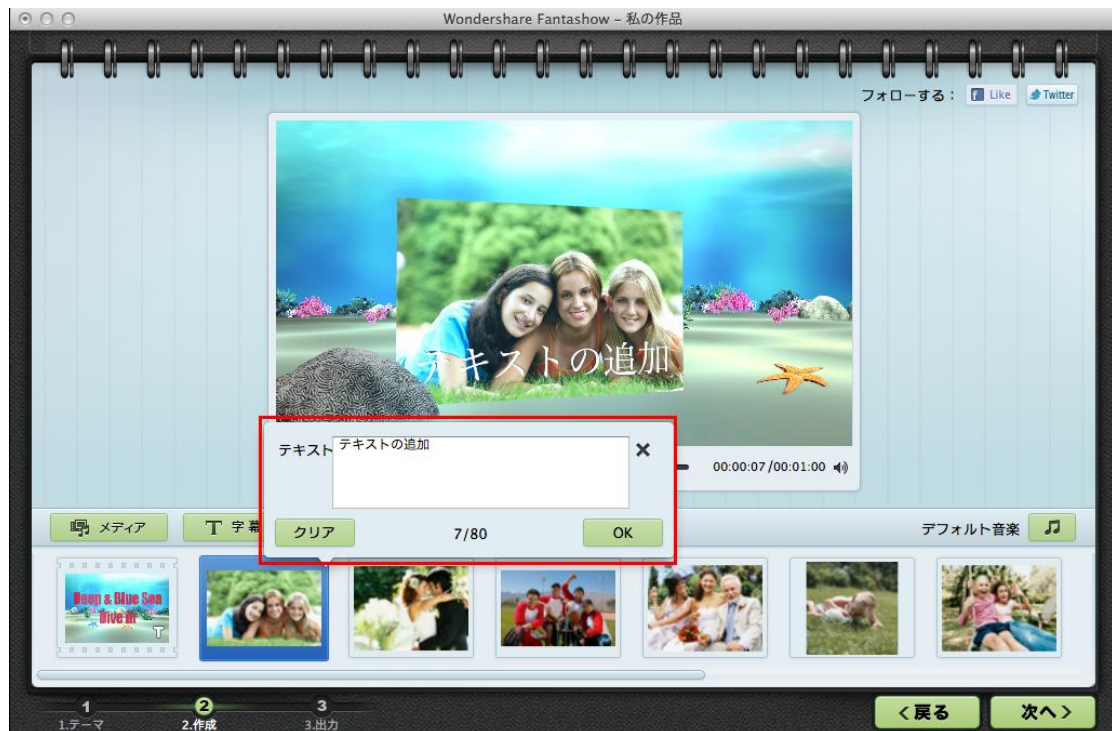 Wondershare Fantashow – 私の作品
フォローする： Like Twitter
テキストの追加
テキスト テキストの追加
00:00:07/00:01:00
メディア
T 字幕
クリア 7/80 OK
デフォルト音楽
Deep & Blue Sea
Dive in
T
1 2 3
1.テーマ 2.作成 3.出力
戻る 次へ